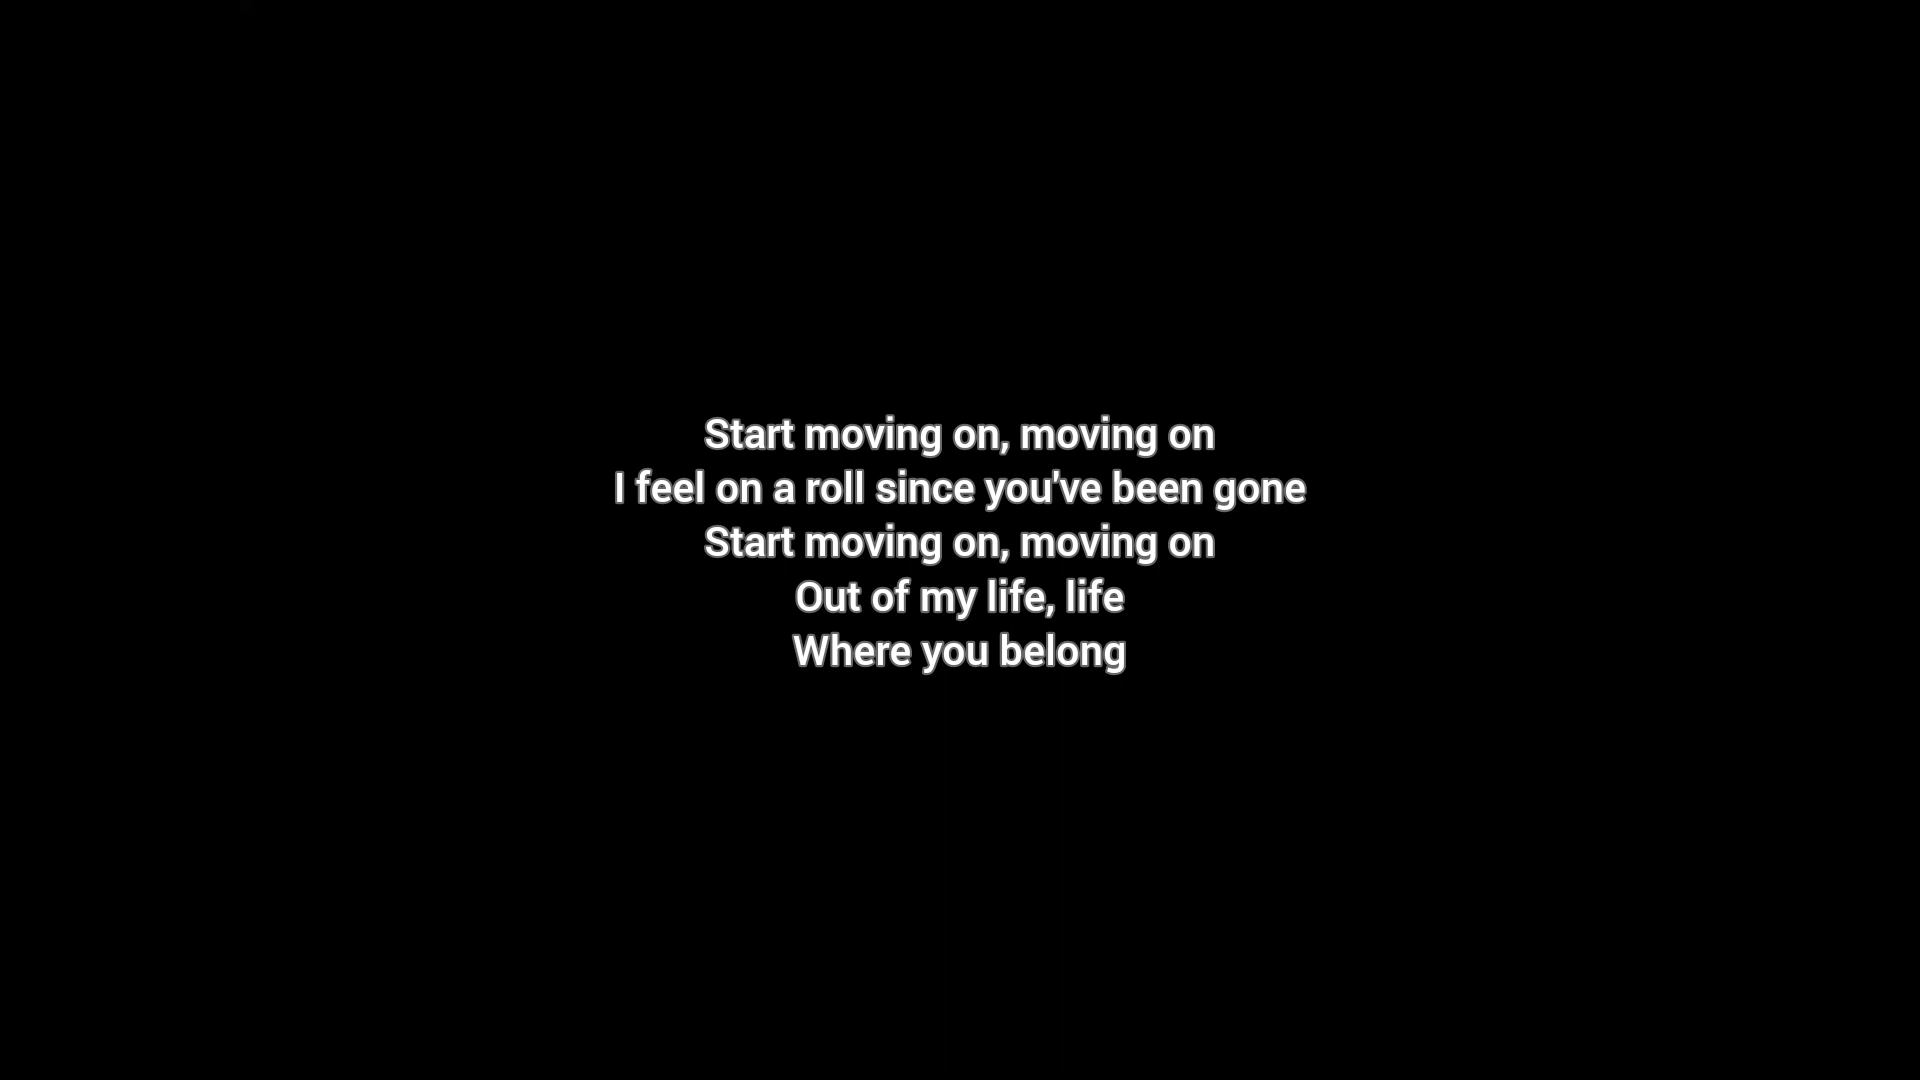 Start moving on, moving on
I feel on a roll since you've been gone
Start moving on, moving on
Out of my life, life
Where you belong